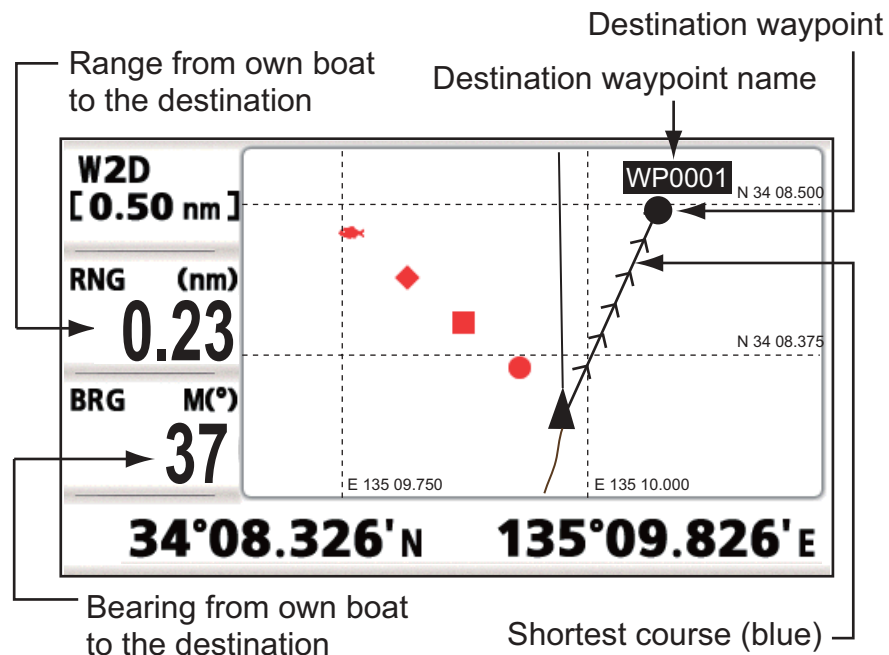 Destination waypoint
Range from own boat
to the destination
Destination waypoint name
W2D
[0.50 nm]
WP0001
N 34 08.500
RNG (nm)
0.23
N 34 08.375
BRG M(°)
37
E 135 09.750
E 135 10.000
34°08.326'N 135°09.826'E
Bearing from own boat
to the destination
Shortest course (blue)